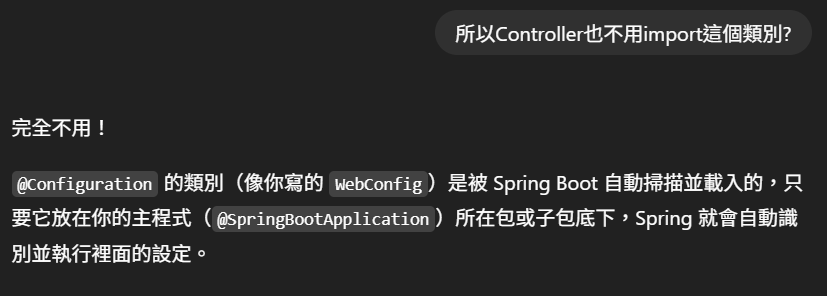 所以Controller也不用import這個類別?
完全不用！
@Configuration 的類別（像你寫的 WebConfig）是被 Spring Boot 自動掃描並載入的，只
要它放在你的主程式（@SpringBootApplication）所在包或子包底下，Spring 就會自動識
別並執行裡面的設定。